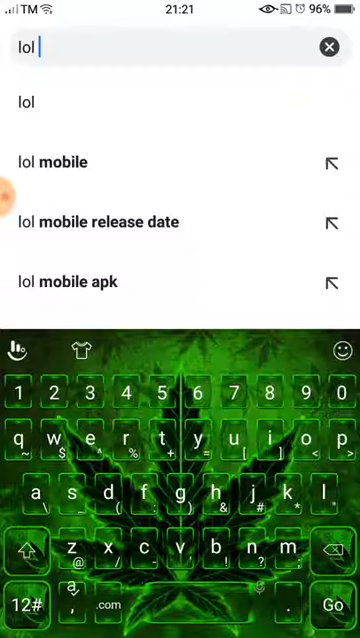 TM 21:21 96%
lol
lol
lol mobile
lol mobile release date
lol mobile apk
1 2 3 4 5 6 7 8 9 0
q w e r t y u i o p
~ $ ^ % + = [ ] < >
a s d f g h j k l
\ _ ( : ) & # * "
z x c v b n m
@ / - ' ! ? .
12# , .com . Go